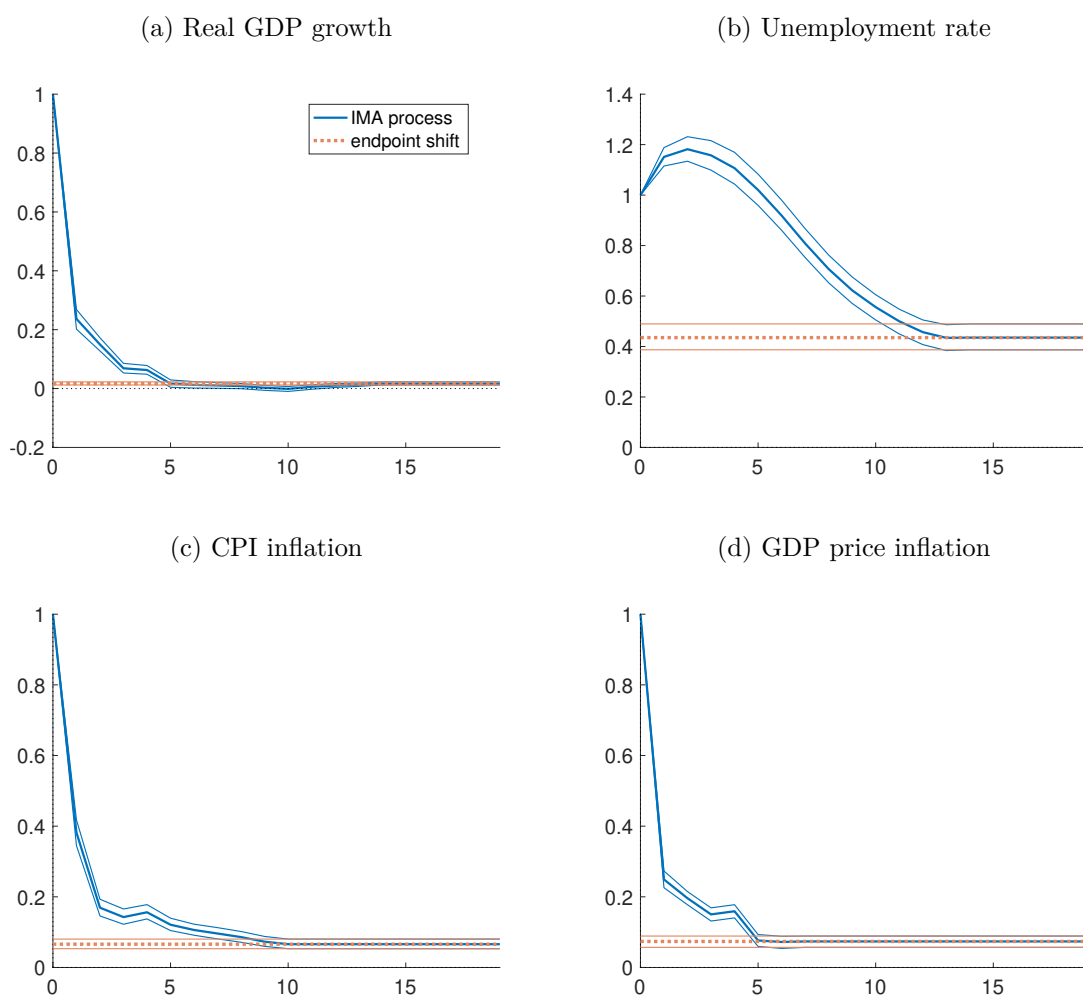 (a) Real GDP growth
1
0.8
0.6
0.4
0.2
0
-0.2
0 5 10 15
IMA process
endpoint shift
(b) Unemployment rate
1.4
1.2
1
0.8
0.6
0.4
0.2
0
0 5 10 15
(c) CPI inflation
1
0.8
0.6
0.4
0.2
0
0 5 10 15
(d) GDP price inflation
1
0.8
0.6
0.4
0.2
0
0 5 10 15